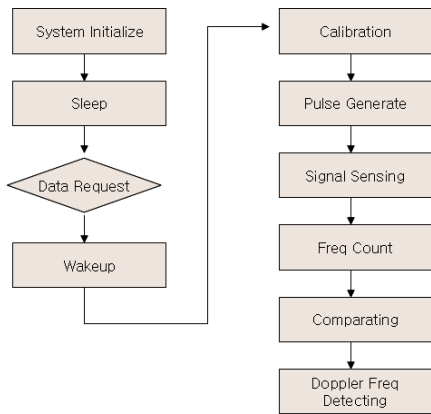 System Initialize
Sleep
Data Request
Wakeup
Calibration
Pulse Generate
Signal Sensing
Freq Count
Comparating
Doppler Freq
Detecting